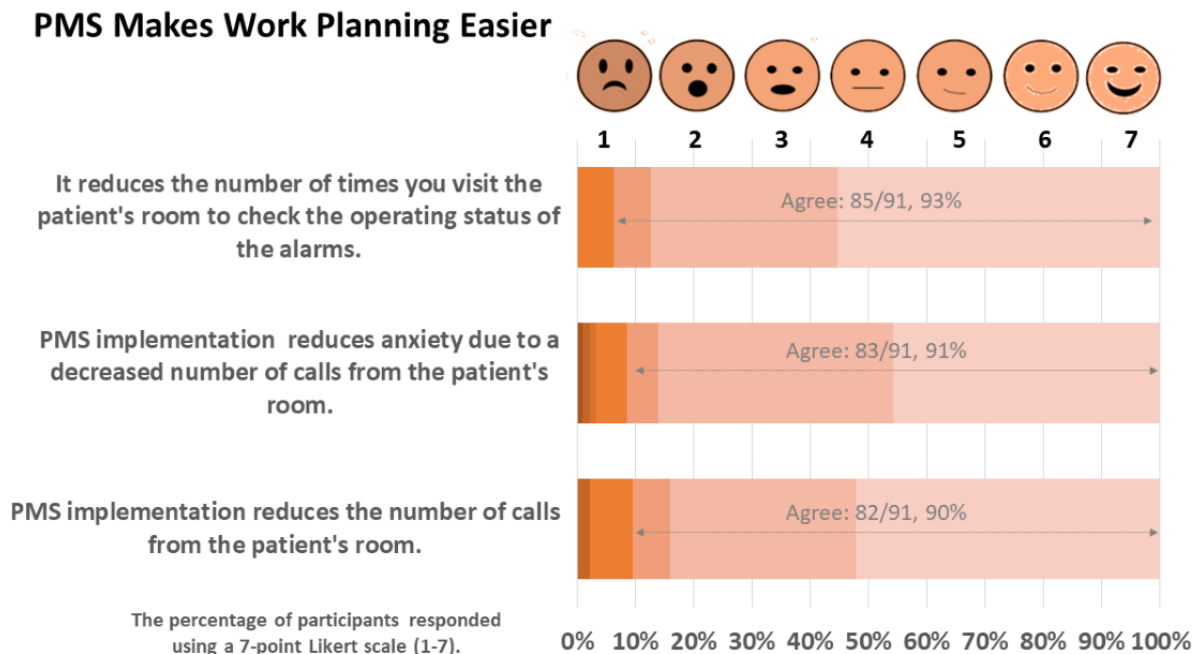 PMS Makes Work Planning Easier
1 2 3 4 5 6 7
It reduces the number of times you visit the
patient's room to check the operating status of
the alarms.
Agree: 85/91, 93%
PMS implementation  reduces anxiety due to a
decreased number of calls from the patient's
room.
Agree: 83/91, 91%
PMS implementation reduces the number of calls
from the patient's room.
Agree: 82/91, 90%
The percentage of participants responded
using a 7-point Likert scale (1-7).
0% 10% 20% 30% 40% 50% 60% 70% 80% 90% 100%